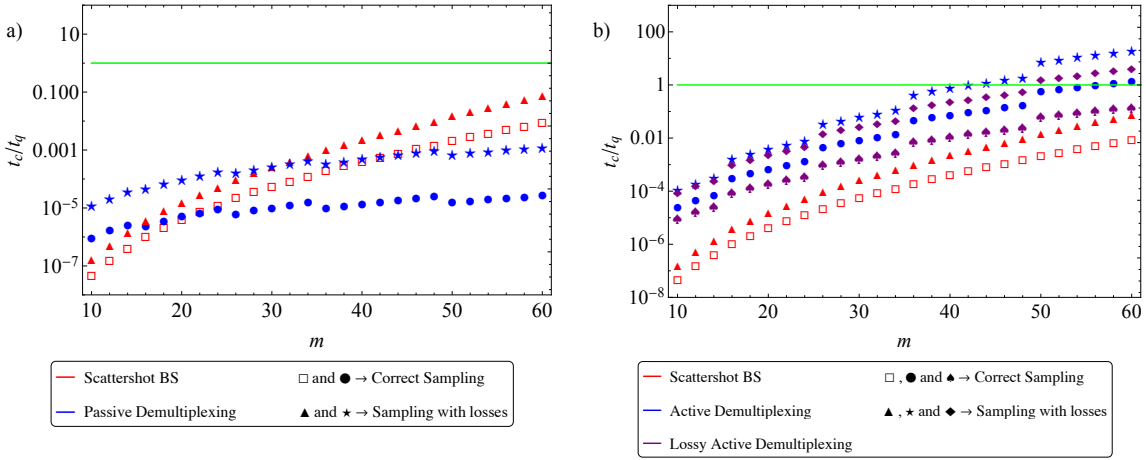 a)
10
0.100
0.001
10⁻⁵
10⁻⁷
t_c/t_q
10 20 30 40 50 60
m
Scattershot BS □ and ● → Correct Sampling
Passive Demultiplexing ▲ and ★ → Sampling with losses
b)
100
1
0.01
10⁻⁴
10⁻⁶
10⁻⁸
t_c/t_q
10 20 30 40 50 60
m
Scattershot BS □ , ● and ♠ → Correct Sampling
Active Demultiplexing ▲ , ★ and ◆ → Sampling with losses
Lossy Active Demultiplexing